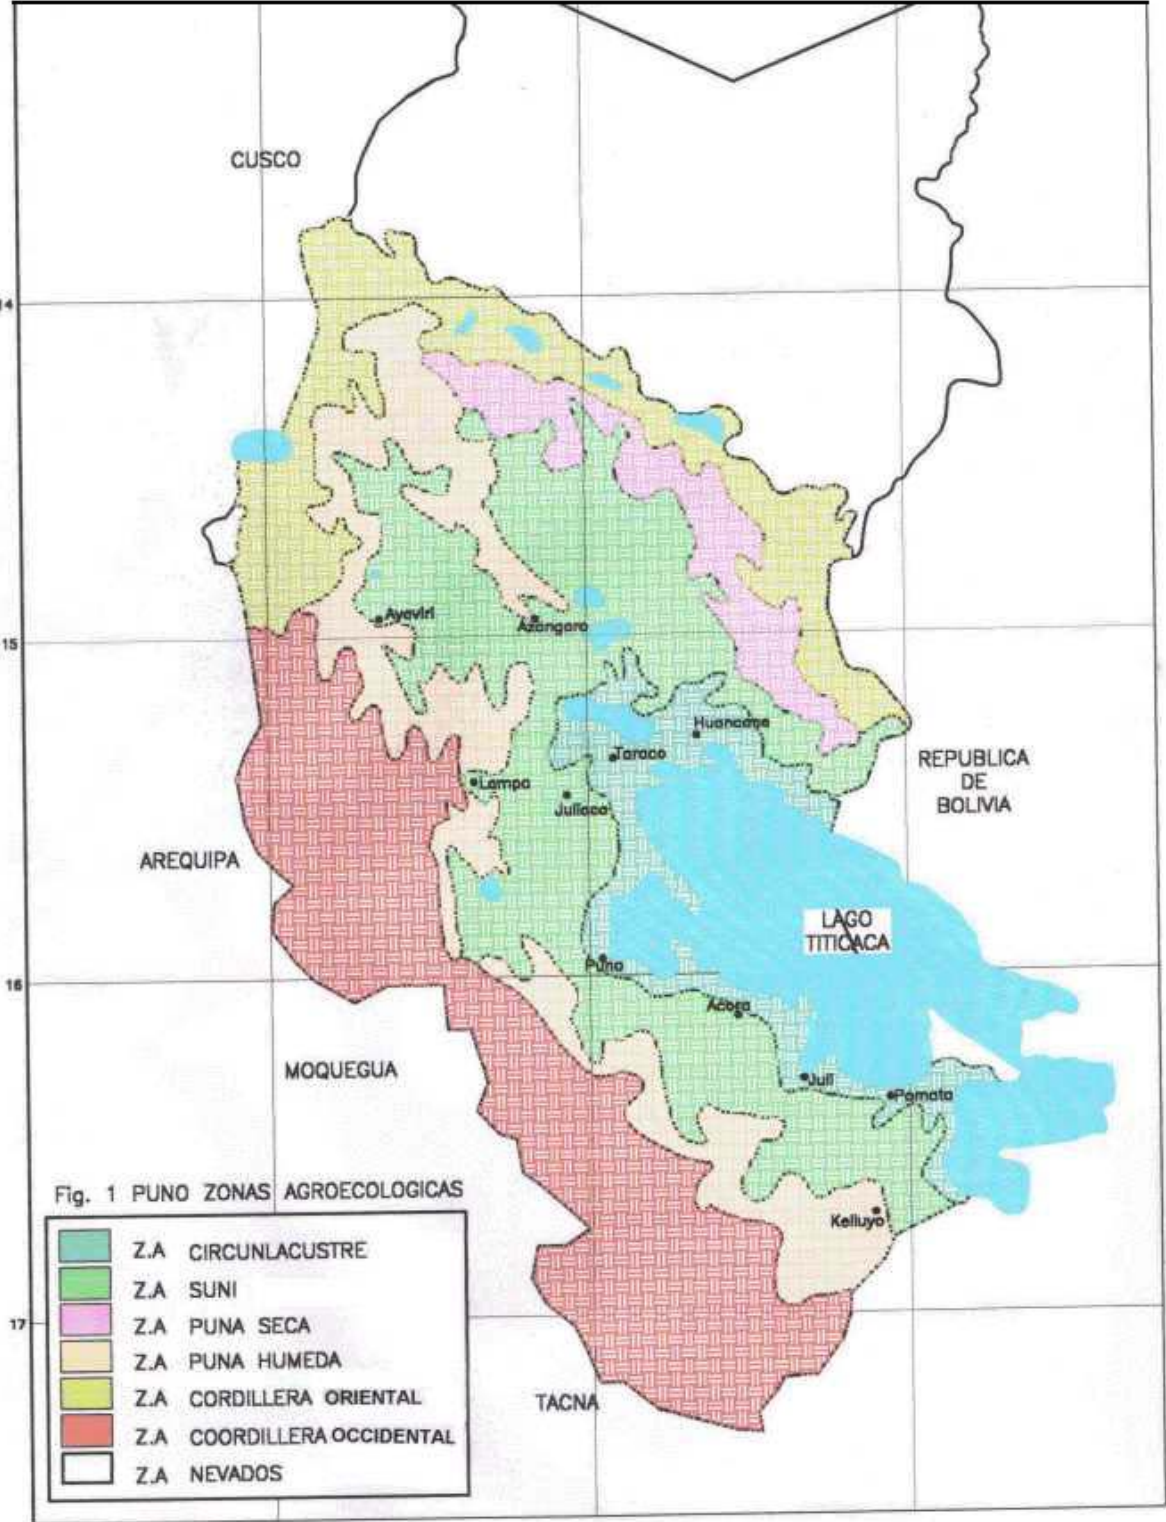 CUSCO
14
Ayaviri
Azangaro
15
Huancane
Taraco
REPUBLICA
DE
BOLIVIA
Lampa
Juliaca
AREQUIPA
LAGO
TITICACA
Puno
16
Acora
MOQUEGUA
Juli
Pomata
Fig. 1 PUNO ZONAS AGROECOLOGICAS
Kelluyo
Z.A CIRCUNLACUSTRE
Z.A SUNI
17
Z.A PUNA SECA
Z.A PUNA HUMEDA
Z.A CORDILLERA ORIENTAL
TACNA
Z.A COORDILLERA OCCIDENTAL
Z.A NEVADOS